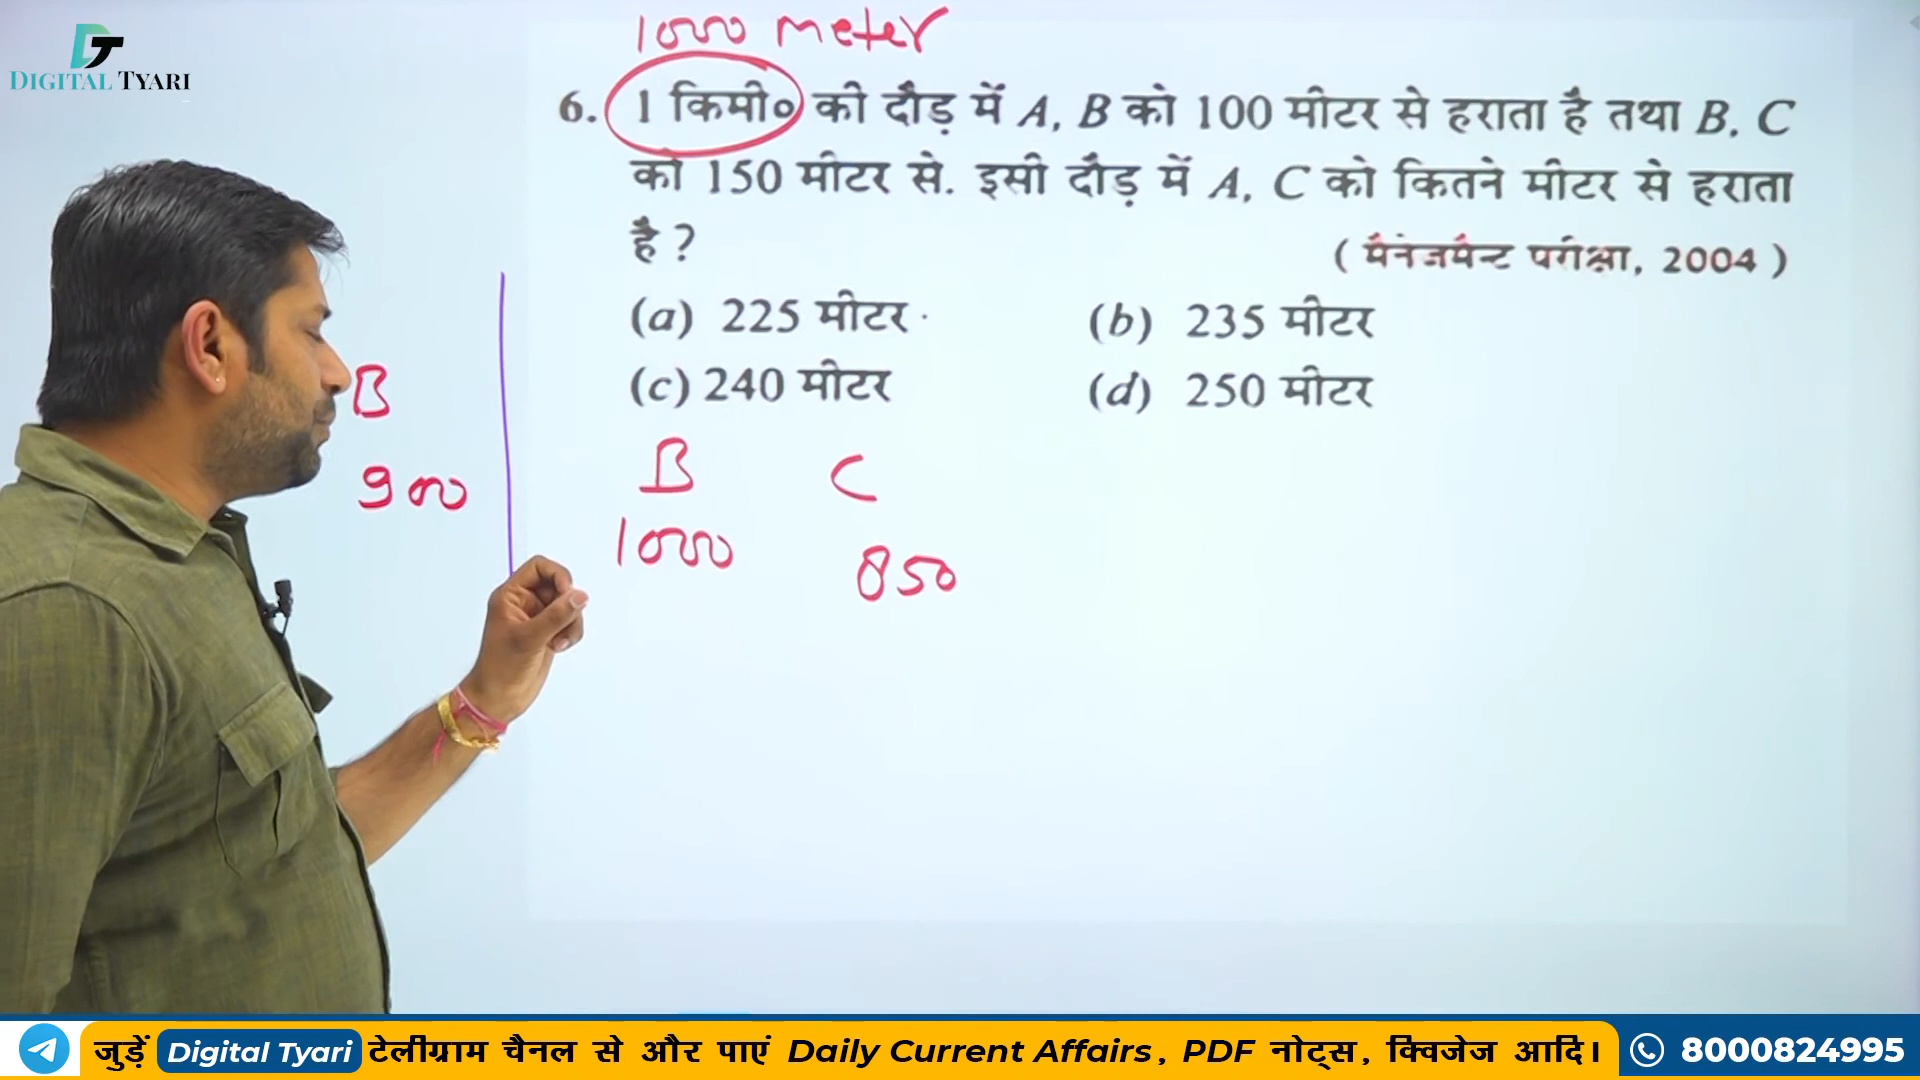 DT
DIGITAL TYARI
1000 meter
6. 1 किमी० की दौड़ में A, B को 100 मीटर से हराता है तथा B, C
को 150 मीटर से. इसी दौड़ में A, C को कितने मीटर से हराता
है ?
( मैनेजमेन्ट परीक्षा, 2004 )
(a) 225 मीटर
(b) 235 मीटर
(c) 240 मीटर
(d) 250 मीटर
B
900
B C
1000 850
जुड़ें Digital Tyari टेलीग्राम चैनल से और पाएं Daily Current Affairs, PDF नोट्स, क्विजेज आदि। 8000824995